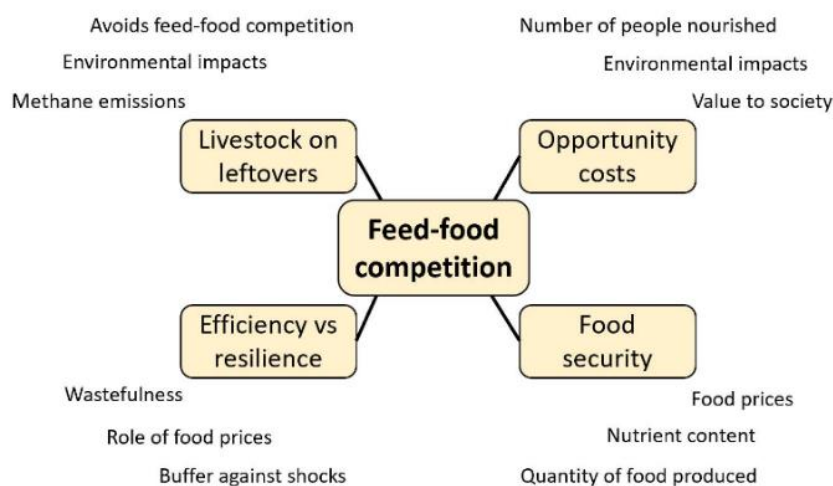 Avoids feed-food competition
Environmental impacts
Methane emissions
Livestock on
leftovers
Number of people nourished
Environmental impacts
Value to society
Opportunity
costs
Feed-food
competition
Efficiency vs
resilience
Wastefulness
Role of food prices
Buffer against shocks
Food
security
Food prices
Nutrient content
Quantity of food produced